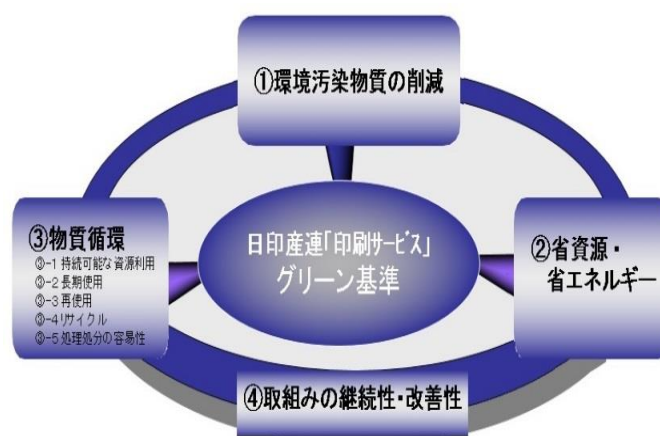 ①環境汚染物質の削減
日印産連「印刷サービス」
グリーン基準
③物質循環
③-1 持続可能な資源利用
③-2 長期使用
③-3 再使用
③-4 リサイクル
③-5 処理処分の容易性
②省資源・
省エネルギー
④取組みの継続性・改善性